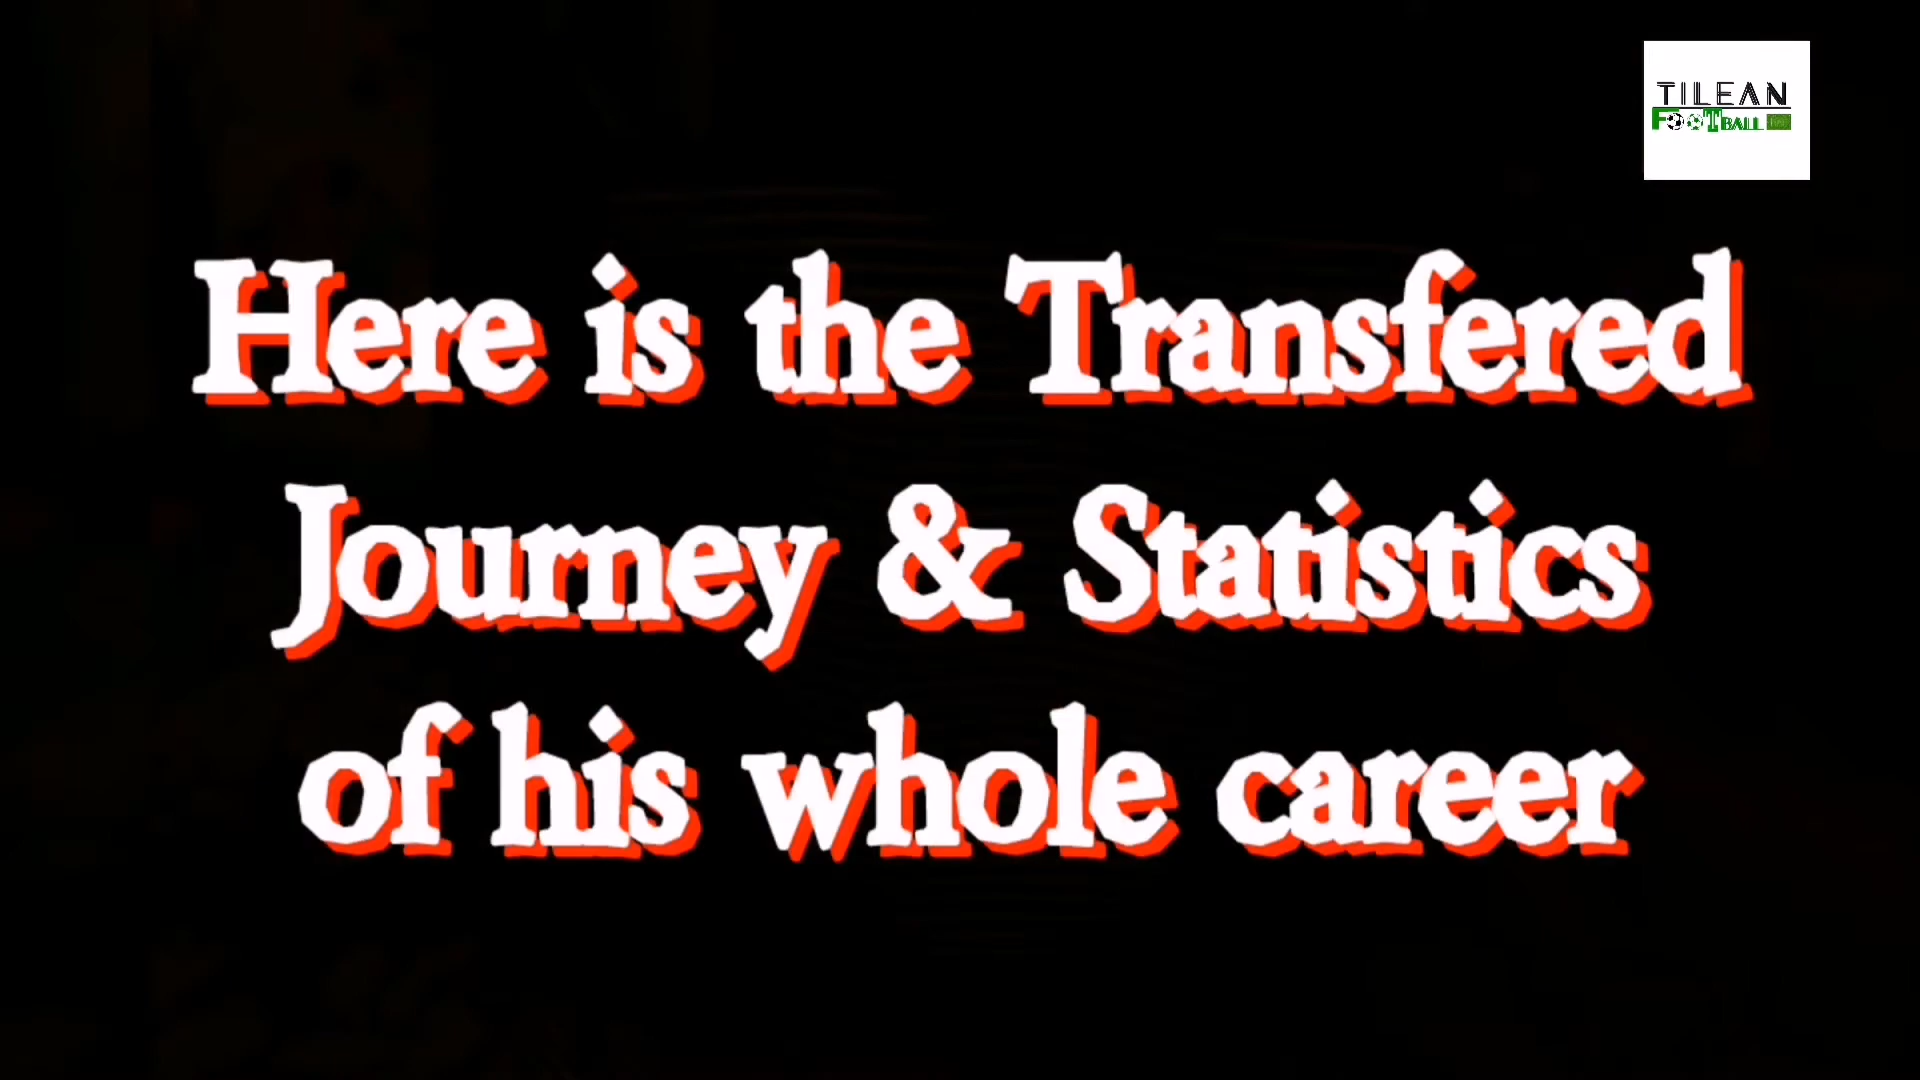 TILEAN
FOOTBALL
Here is the Transfered
Journey & Statistics
of his whole career